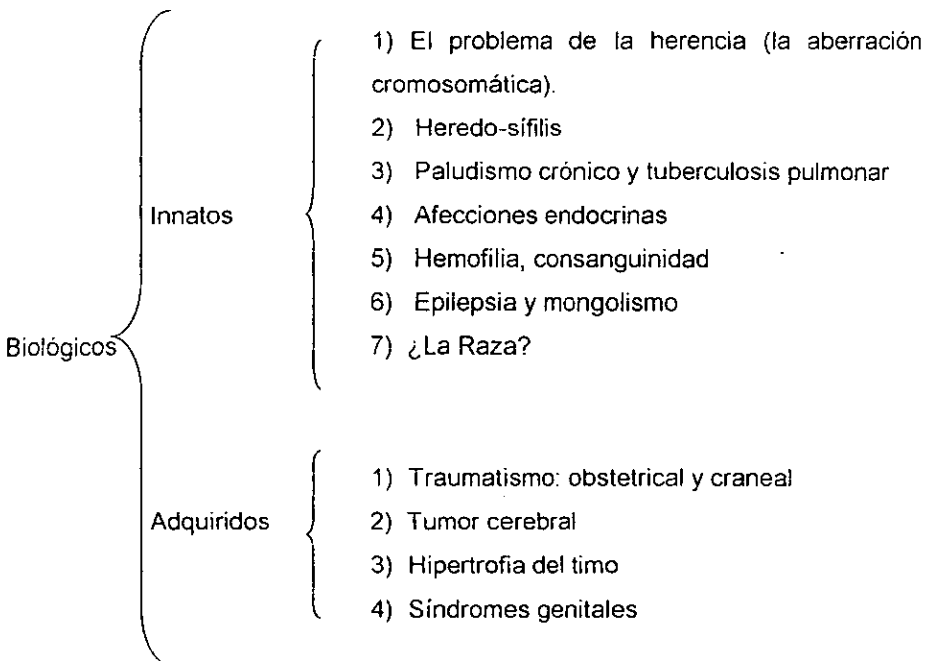 Biológicos
Innatos
1) El problema de la herencia (la aberración
cromosomática).
2) Heredo-sífilis
3) Paludismo crónico y tuberculosis pulmonar
4) Afecciones endocrinas
5) Hemofilia, consanguinidad
6) Epilepsia y mongolismo
7) ¿La Raza?
Adquiridos
1) Traumatismo: obstetrical y craneal
2) Tumor cerebral
3) Hipertrofia del timo
4) Síndromes genitales